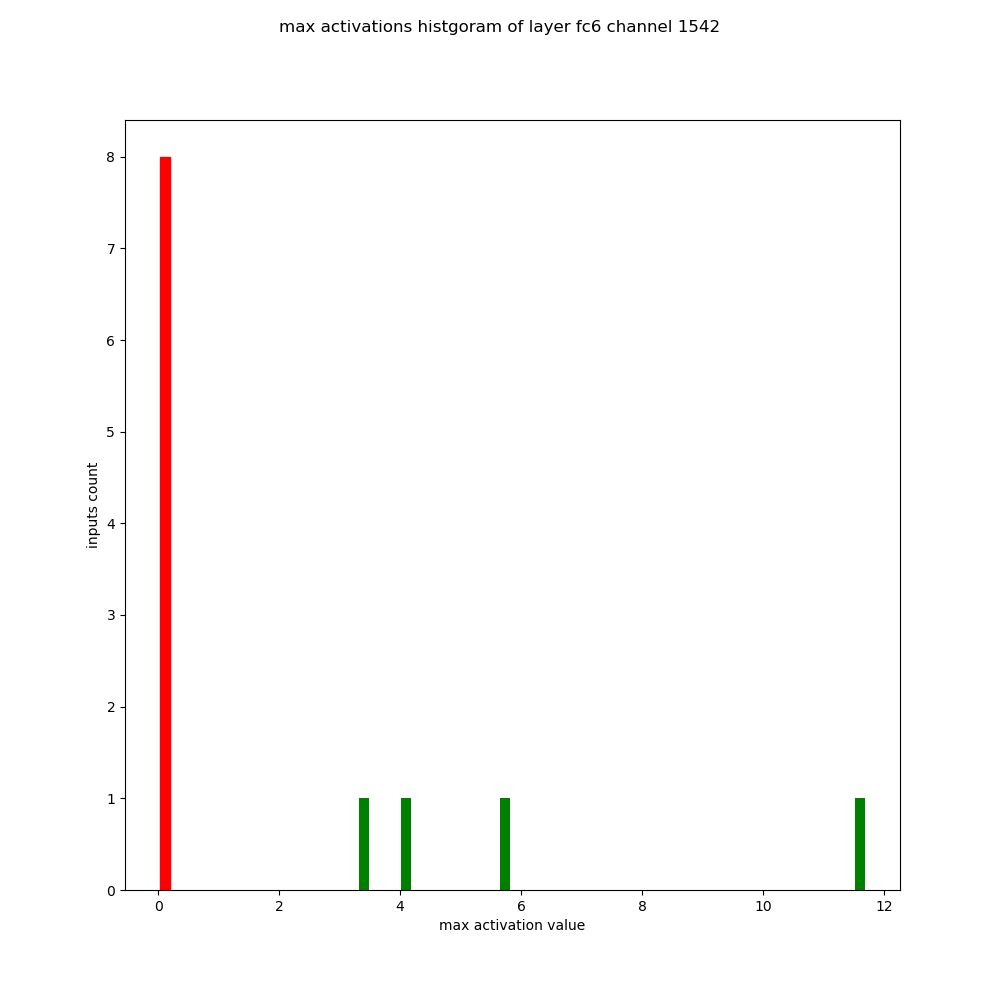 max activations histgoram of layer fc6 channel 1542
8
7
6
5
4
3
2
1
0
inputs count
0 2 4 6 8 10 12
max activation value